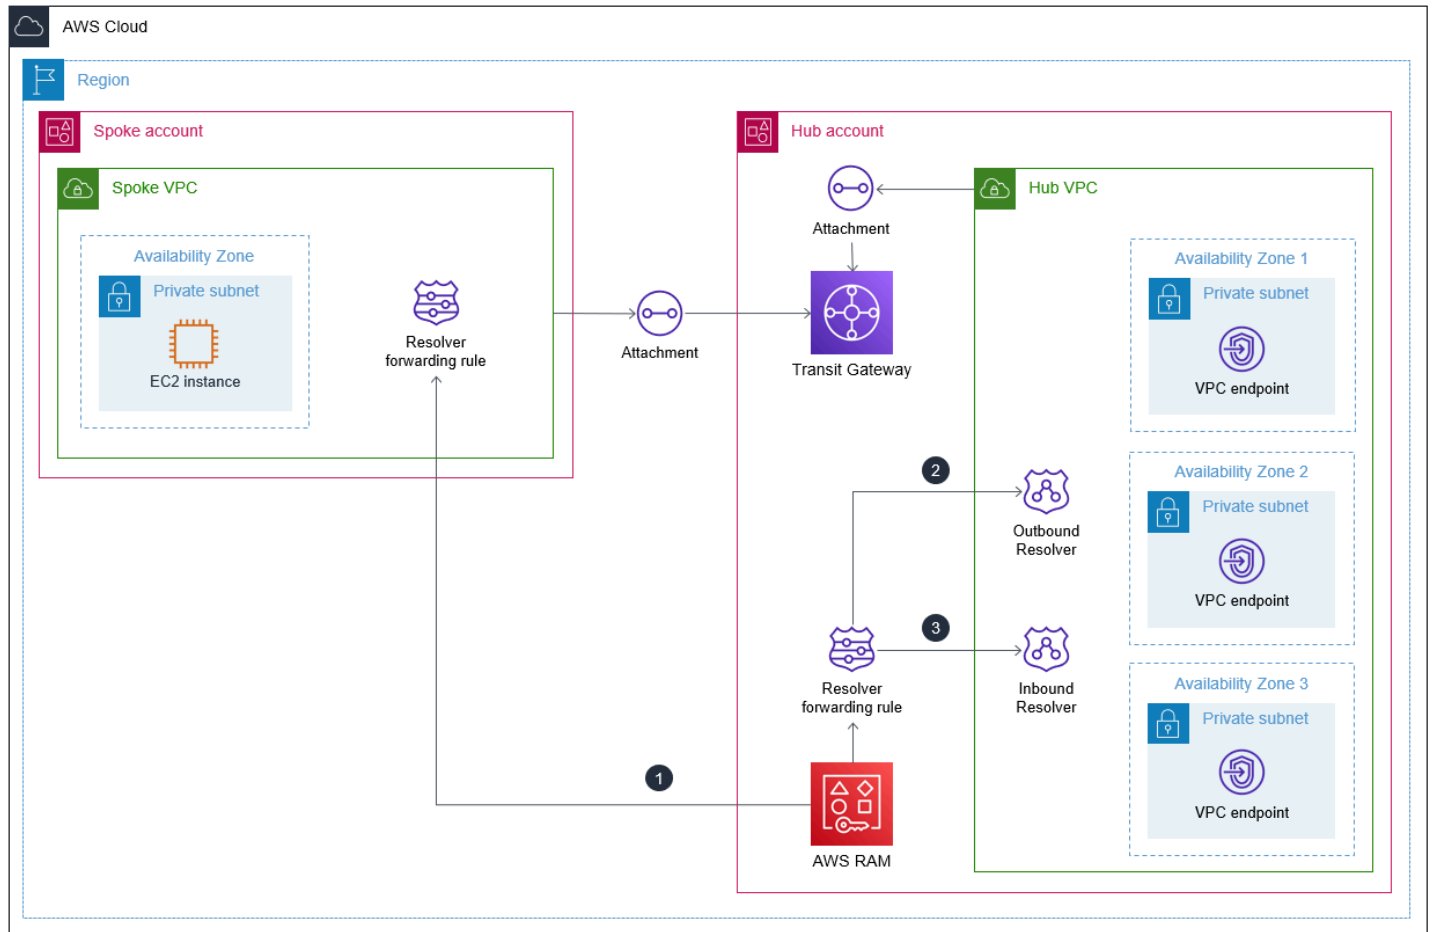 AWS Cloud
Region
Spoke account
Spoke VPC
Availability Zone
Private subnet
EC2 instance
Resolver
forwarding rule
Attachment
Hub account
Attachment
Transit Gateway
Hub VPC
Availability Zone 1
Private subnet
VPC endpoint
2
Outbound
Resolver
Availability Zone 2
Private subnet
VPC endpoint
3
Resolver
forwarding rule
Inbound
Resolver
Availability Zone 3
Private subnet
VPC endpoint
1
AWS RAM